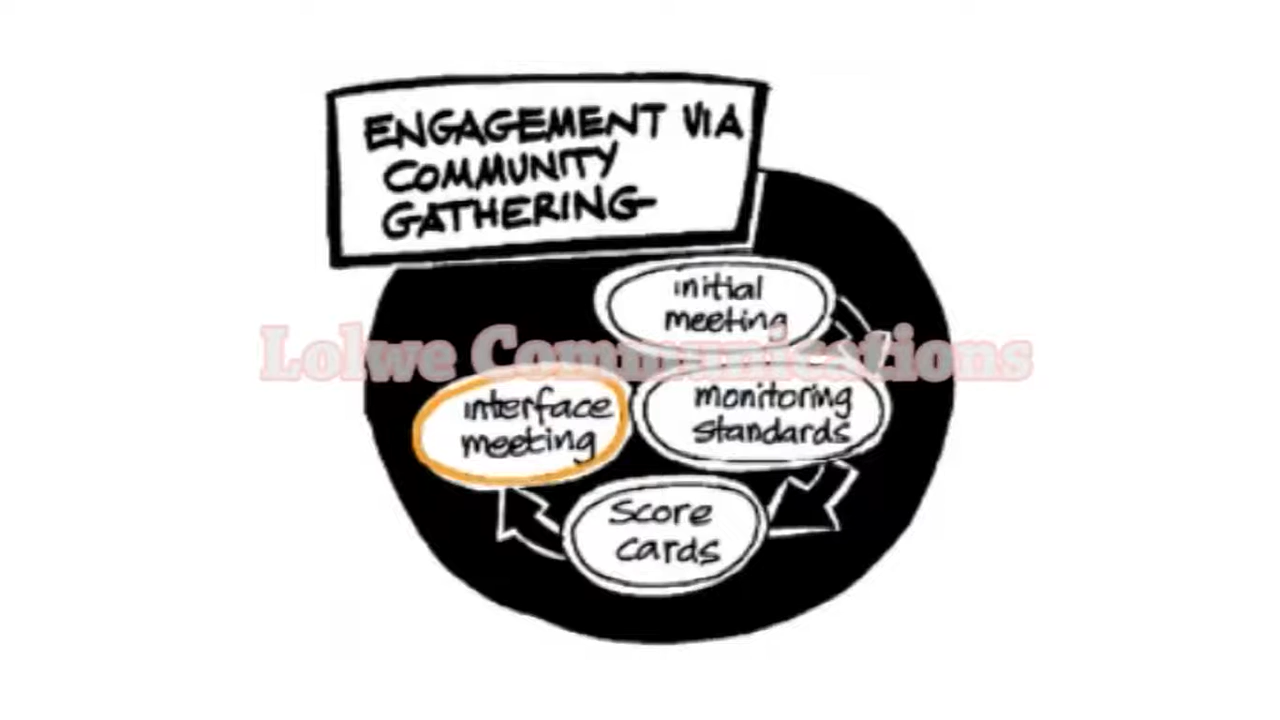 ENGAGEMENT VIA
COMMUNITY
GATHERING
initial
meeting
Lolwe Communications
monitoring
standards
interface
meeting
Score
cards